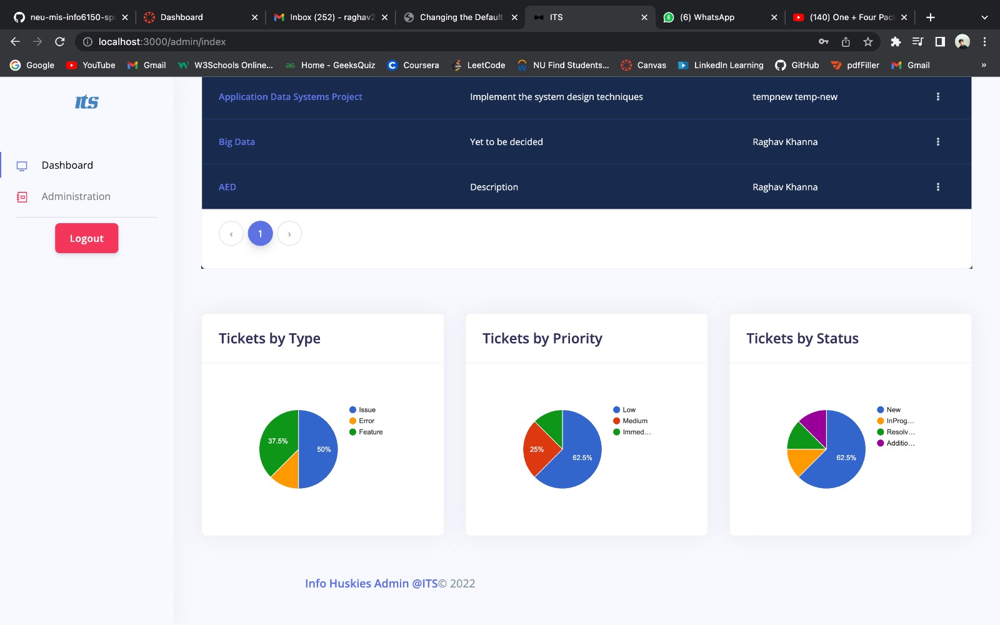 neu-mis-info6150-spr
Dashboard
Inbox (252) - raghav2
Changing the Default
ITS
(6) WhatsApp
(140) One + Four Pac
localhost:3000/admin/index
Google
YouTube
Gmail
W3Schools Online...
Home - GeeksQuiz
Coursera
LeetCode
NU Find Students...
Canvas
LinkedIn Learning
GitHub
pdfFiller
Gmail
»
ITS
Dashboard
Administration
Logout
Application Data Systems Project Implement the system design techniques tempnew temp-new
Big Data Yet to be decided Raghav Khanna
AED Description Raghav Khanna
‹ 1 ›
Tickets by Type
37.5%
50%
Issue
Error
Feature
Tickets by Priority
25%
62.5%
Low
Medium
Immed...
Tickets by Status
62.5%
New
InProg...
Resolv...
Additio...
Info Huskies Admin @ITS© 2022